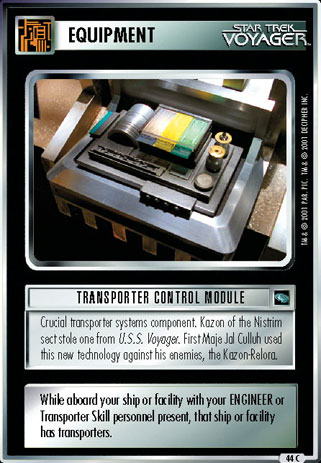 EQUIPMENT
STAR TREK
VOYAGER
TM & © 2001 PAR. PIC. TM & © 2001 DECIPHER INC.
TRANSPORTER CONTROL MODULE
Crucial transporter systems component. Kazon of the Nistrim
sect stole one from U.S.S. Voyager. First Maje Jal Culluh used
this new technology against his enemies, the Kazon-Relora.
While aboard your ship or facility with your ENGINEER or
Transporter Skill personnel present, that ship or facility
has transporters.
44 C